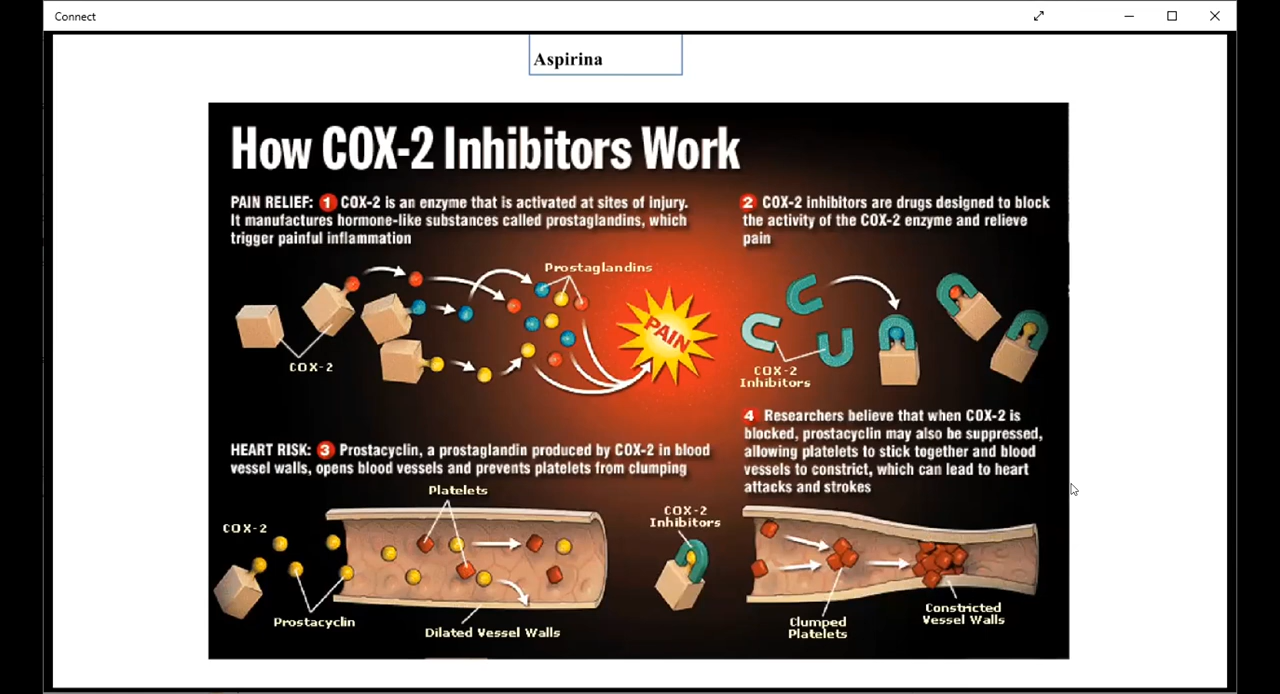 Connect
Aspirina
How COX-2 Inhibitors Work
PAIN RELIEF: 1 COX-2 is an enzyme that is activated at sites of injury.
It manufactures hormone-like substances called prostaglandins, which
trigger painful inflammation
2 COX-2 inhibitors are drugs designed to block
the activity of the COX-2 enzyme and relieve
pain
Prostaglandins
PAIN
COX-2
COX-2
Inhibitors
HEART RISK: 3 Prostacyclin, a prostaglandin produced by COX-2 in blood
vessel walls, opens blood vessels and prevents platelets from clumping
4 Researchers believe that when COX-2 is
blocked, prostacyclin may also be suppressed,
allowing platelets to stick together and blood
vessels to constrict, which can lead to heart
attacks and strokes
Platelets
COX-2
Prostacyclin
Dilated Vessel Walls
COX-2
Inhibitors
Clumped
Platelets
Constricted
Vessel Walls